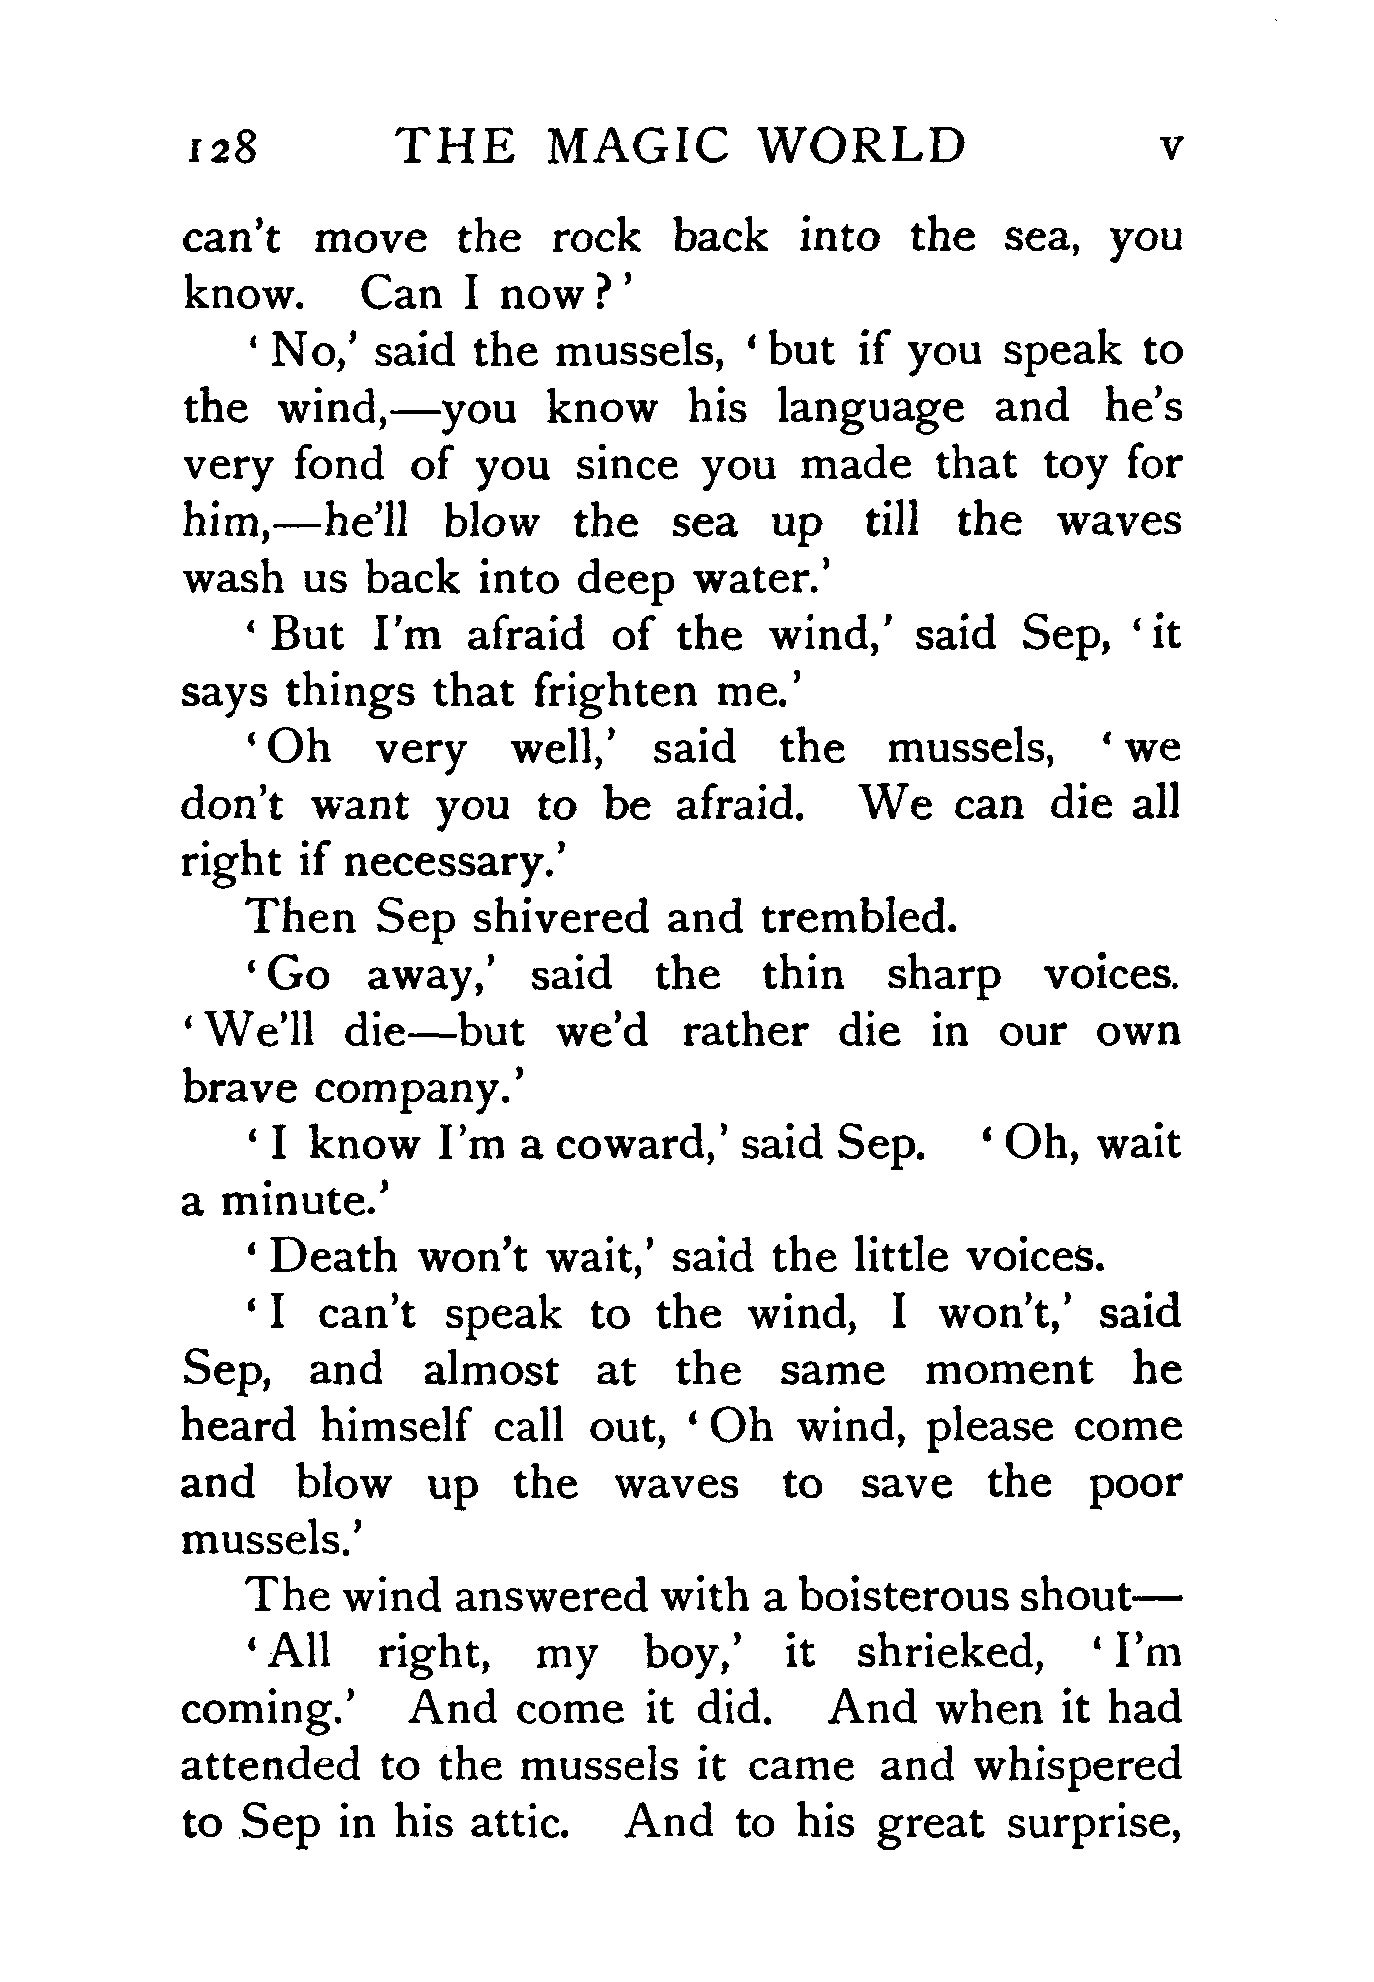 128 THE MAGIC WORLD v
can't move the rock back into the sea, you
know. Can I now?'
'No,' said the mussels, 'but if you speak to
the wind,—you know his language and he's
very fond of you since you made that toy for
him,—he'll blow the sea up till the waves
wash us back into deep water.'
'But I'm afraid of the wind,' said Sep, 'it
says things that frighten me.'
'Oh very well,' said the mussels, 'we
don't want you to be afraid. We can die all
right if necessary.'
Then Sep shivered and trembled.
'Go away,' said the thin sharp voices.
'We'll die—but we'd rather die in our own
brave company.'
'I know I'm a coward,' said Sep. 'Oh, wait
a minute.'
'Death won't wait,' said the little voices.
'I can't speak to the wind, I won't,' said
Sep, and almost at the same moment he
heard himself call out, 'Oh wind, please come
and blow up the waves to save the poor
mussels.'
The wind answered with a boisterous shout—
'All right, my boy,' it shrieked, 'I'm
coming.' And come it did. And when it had
attended to the mussels it came and whispered
to Sep in his attic. And to his great surprise,